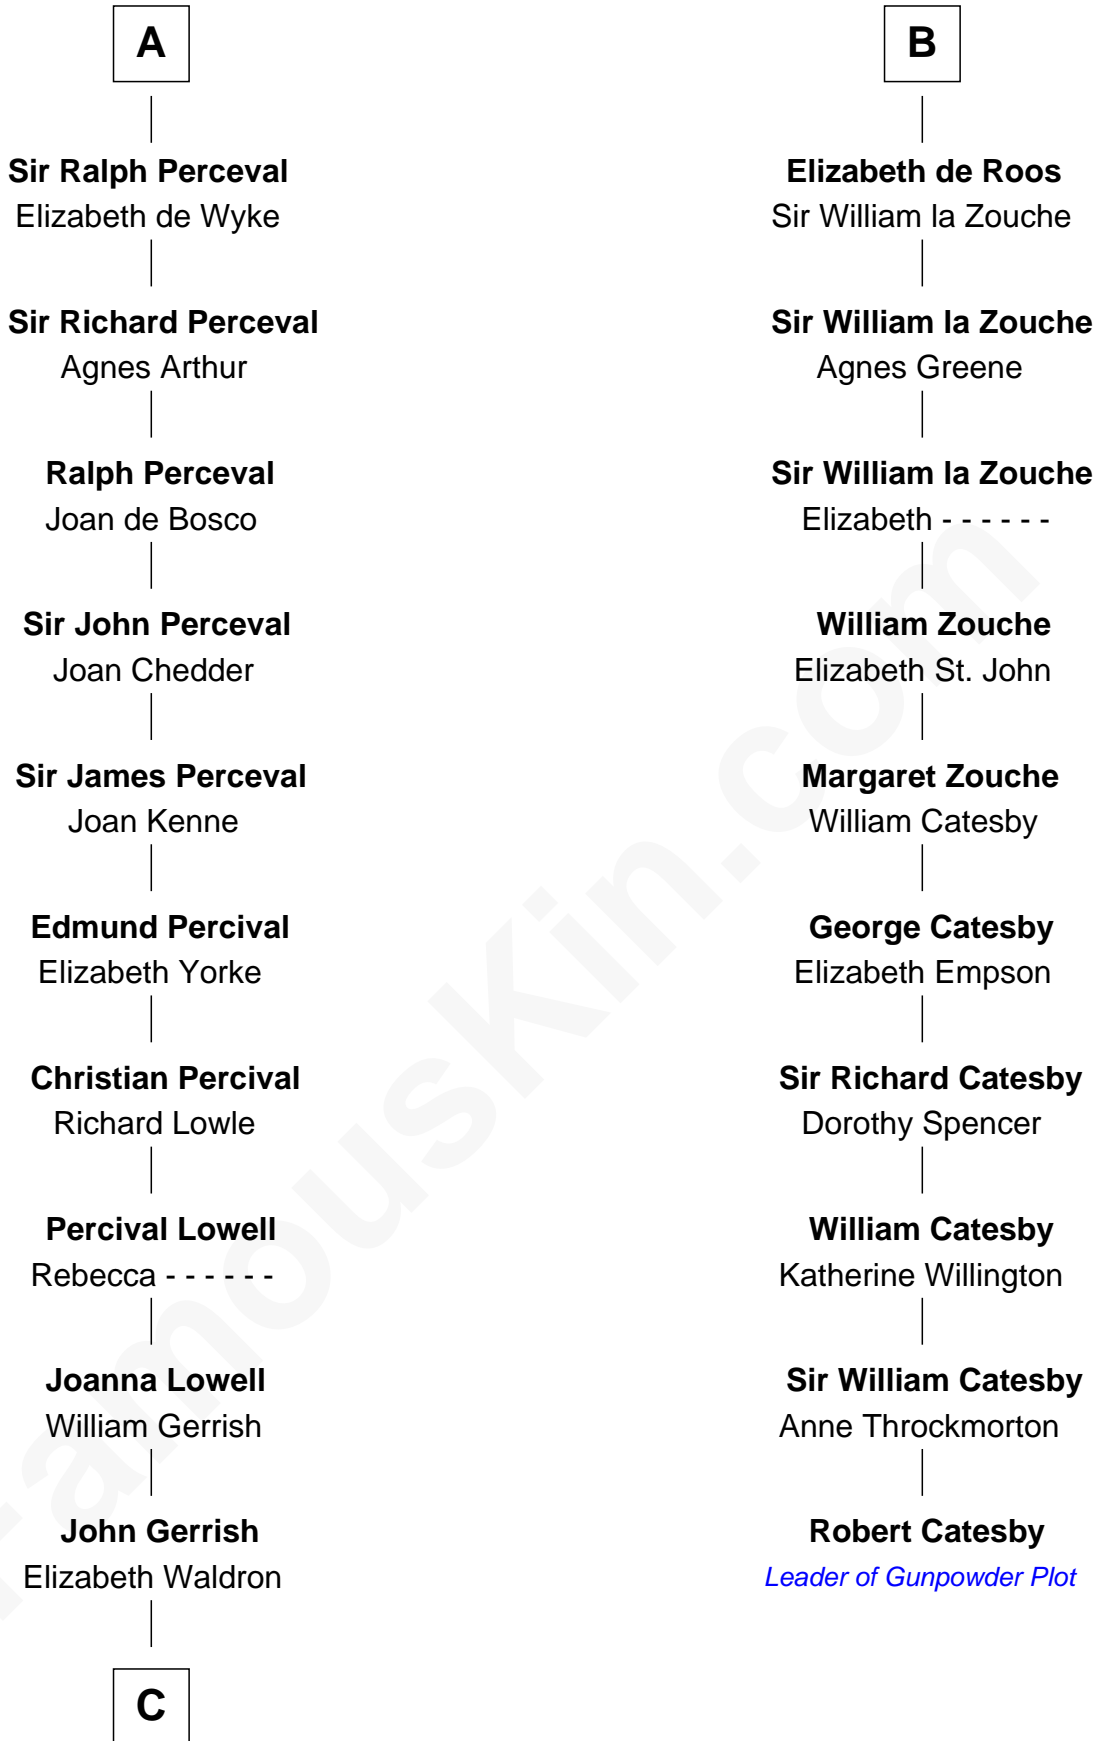 A
Sir Ralph Perceval
Elizabeth de Wyke
Sir Richard Perceval
Agnes Arthur
Ralph Perceval
Joan de Bosco
Sir John Perceval
Joan Chedder
Sir James Perceval
Joan Kenne
Edmund Percival
Elizabeth Yorke
Christian Percival
Richard Lowle
Percival Lowell
Rebecca - - - - - -
Joanna Lowell
William Gerrish
John Gerrish
Elizabeth Waldron
C
B
Elizabeth de Roos
Sir William la Zouche
Sir William la Zouche
Agnes Greene
Sir William la Zouche
Elizabeth - - - - - -
William Zouche
Elizabeth St. John
Margaret Zouche
William Catesby
George Catesby
Elizabeth Empson
Sir Richard Catesby
Dorothy Spencer
William Catesby
Katherine Willington
Sir William Catesby
Anne Throckmorton
Robert Catesby
Leader of Gunpowder Plot
FamousKin.com